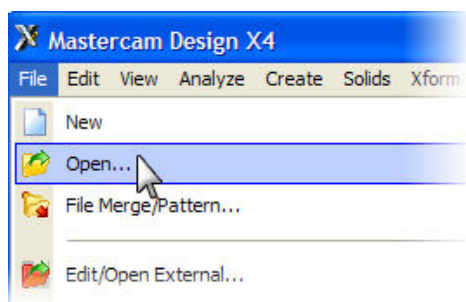 Mastercam Design X4
File Edit View Analyze Create Solids Xform
New
Open...
File Merge/Pattern...
Edit/Open External...